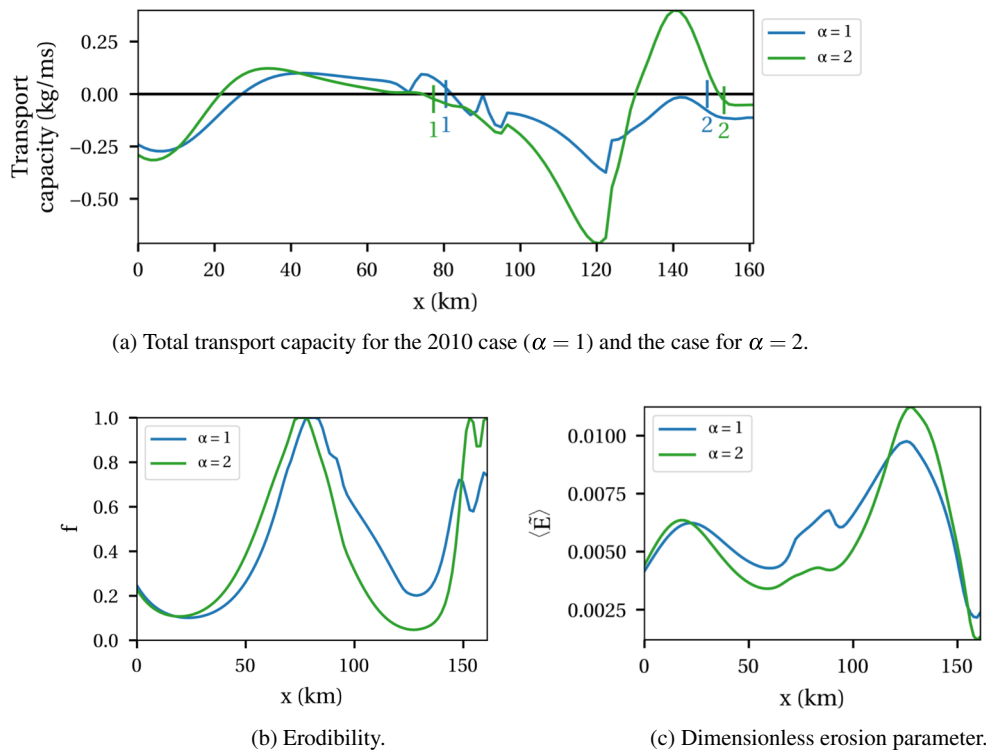 Transport
capacity (kg/ms)
0.25
0.00
−0.25
−0.50
1
1
2
2
α = 1
α = 2
0
20
40
60
80
100
120
140
160
x (km)
(a) Total transport capacity for the 2010 case (α = 1) and the case for α = 2.
f
1.0
0.8
0.6
0.4
0.2
0.0
α = 1
α = 2
0
50
100
150
x (km)
(b) Erodibility.
⟨Ẽ⟩
0.0100
0.0075
0.0050
0.0025
α = 1
α = 2
0
50
100
150
x (km)
(c) Dimensionless erosion parameter.